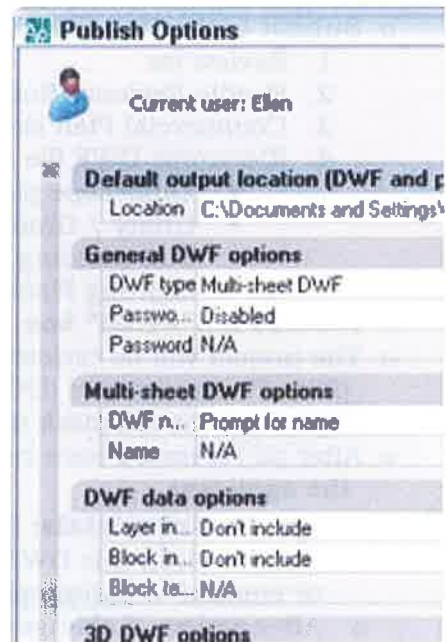 Publish Options
Current user: Ellen
Default output location (DWF and p
Location C:\Documents and Settings\
General DWF options
DWF type Multi-sheet DWF
Passwo... Disabled
Password N/A
Multi-sheet DWF options
DWF n... Prompt for name
Name N/A
DWF data options
Layer in... Don't include
Block in... Don't include
Block te... N/A
3D DWF options